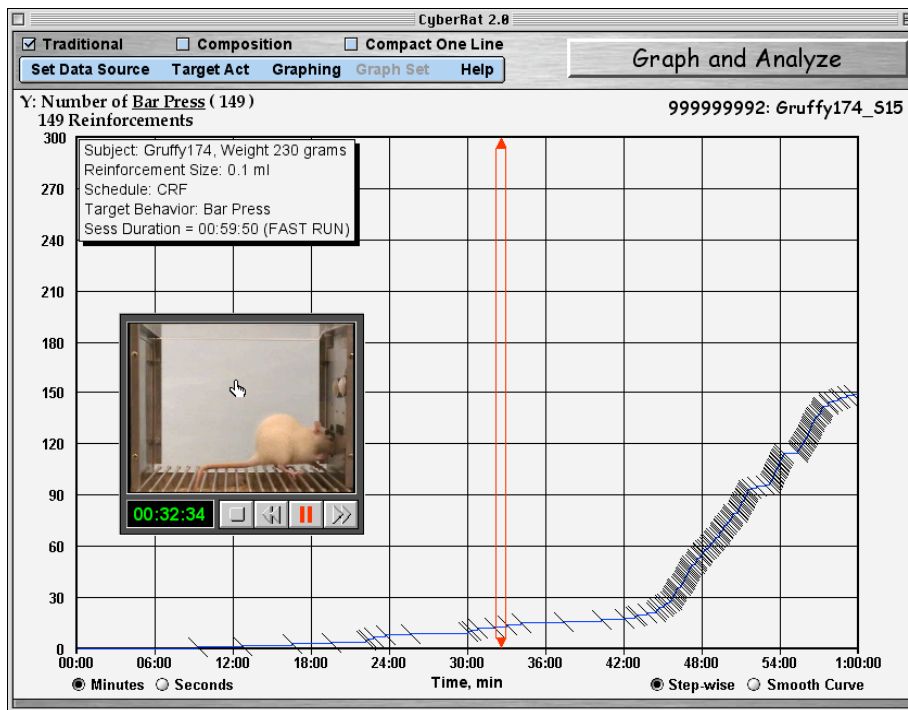 CyberRat 2.0
Traditional Composition Compact One Line
Set Data Source Target Act Graphing Graph Set Help
Graph and Analyze
Y: Number of Bar Press ( 149 )
149 Reinforcements
999999992: Gruffy174_S15
Subject: Gruffy174, Weight 230 grams
Reinforcement Size: 0.1 ml
Schedule: CRF
Target Behavior: Bar Press
Sess Duration = 00:59:50 (FAST RUN)
300
270
240
210
180
150
120
90
60
30
0
00:32:34
00:00 06:00 12:00 18:00 24:00 30:00 36:00 42:00 48:00 54:00 1:00:00
Minutes Seconds Time, min Step-wise Smooth Curve